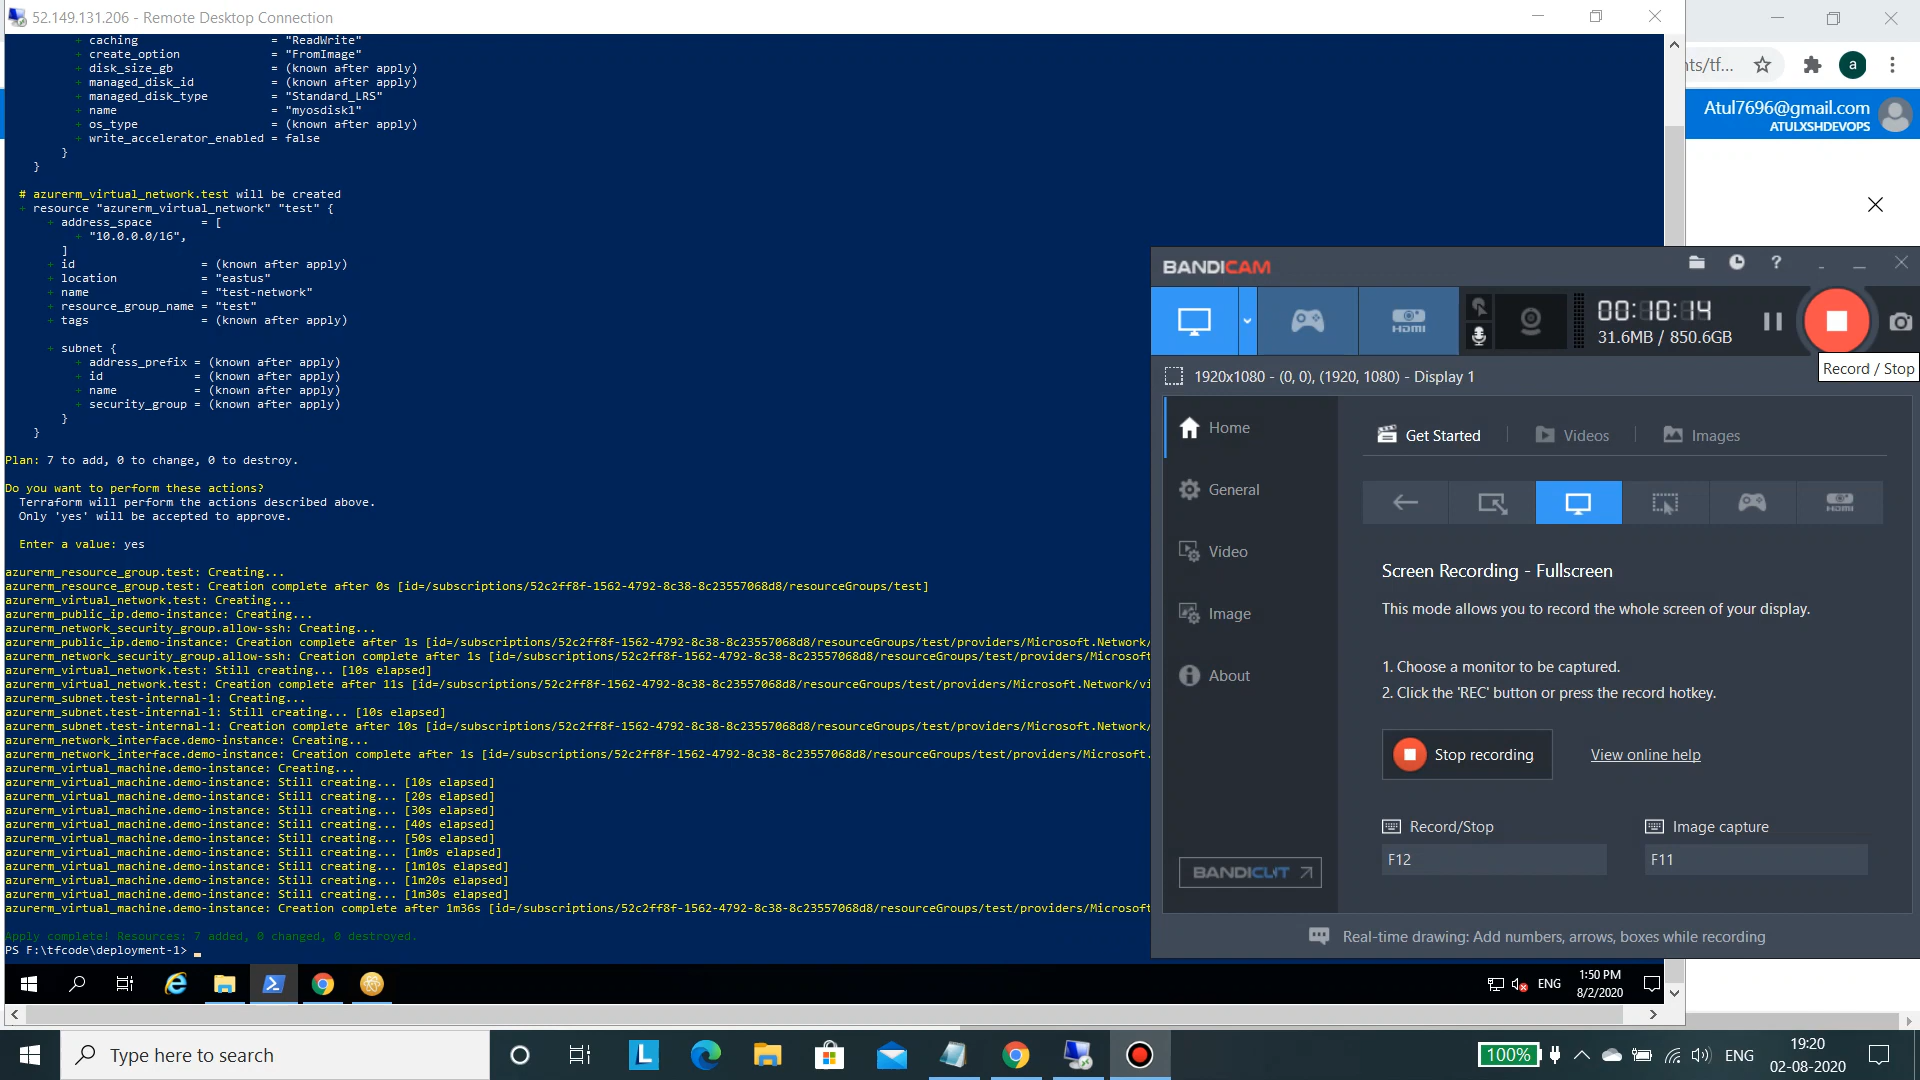 52.149.131.206 - Remote Desktop Connection
+ caching = "ReadWrite"
+ create_option = "FromImage"
+ disk_size_gb = (known after apply)
+ managed_disk_id = (known after apply)
+ managed_disk_type = "Standard_LRS"
+ name = "myosdisk1"
+ os_type = (known after apply)
+ write_accelerator_enabled = false
}
}
# azurerm_virtual_network.test will be created
+ resource "azurerm_virtual_network" "test" {
+ address_space = [
+ "10.0.0.0/16",
]
+ id = (known after apply)
+ location = "eastus"
+ name = "test-network"
+ resource_group_name = "test"
+ tags = (known after apply)
+ subnet {
+ address_prefix = (known after apply)
+ id = (known after apply)
+ name = (known after apply)
+ security_group = (known after apply)
}
}
Plan: 7 to add, 0 to change, 0 to destroy.
Do you want to perform these actions?
Terraform will perform the actions described above.
Only 'yes' will be accepted to approve.
Enter a value: yes
azurerm_resource_group.test: Creating...
azurerm_resource_group.test: Creation complete after 0s [id=/subscriptions/52c2ff8f-1562-4792-8c38-8c23557068d8/resourceGroups/test]
azurerm_virtual_network.test: Creating...
azurerm_public_ip.demo-instance: Creating...
azurerm_network_security_group.allow-ssh: Creating...
azurerm_public_ip.demo-instance: Creation complete after 1s [id=/subscriptions/52c2ff8f-1562-4792-8c38-8c23557068d8/resourceGroups/test/providers/Microsoft.Network/
azurerm_network_security_group.allow-ssh: Creation complete after 1s [id=/subscriptions/52c2ff8f-1562-4792-8c38-8c23557068d8/resourceGroups/test/providers/Microsoft
azurerm_virtual_network.test: Still creating... [10s elapsed]
azurerm_virtual_network.test: Creation complete after 11s [id=/subscriptions/52c2ff8f-1562-4792-8c38-8c23557068d8/resourceGroups/test/providers/Microsoft.Network/vi
azurerm_subnet.test-internal-1: Creating...
azurerm_subnet.test-internal-1: Still creating... [10s elapsed]
azurerm_subnet.test-internal-1: Creation complete after 10s [id=/subscriptions/52c2ff8f-1562-4792-8c38-8c23557068d8/resourceGroups/test/providers/Microsoft.Network/
azurerm_network_interface.demo-instance: Creating...
azurerm_network_interface.demo-instance: Creation complete after 1s [id=/subscriptions/52c2ff8f-1562-4792-8c38-8c23557068d8/resourceGroups/test/providers/Microsoft.
azurerm_virtual_machine.demo-instance: Creating...
azurerm_virtual_machine.demo-instance: Still creating... [10s elapsed]
azurerm_virtual_machine.demo-instance: Still creating... [20s elapsed]
azurerm_virtual_machine.demo-instance: Still creating... [30s elapsed]
azurerm_virtual_machine.demo-instance: Still creating... [40s elapsed]
azurerm_virtual_machine.demo-instance: Still creating... [50s elapsed]
azurerm_virtual_machine.demo-instance: Still creating... [1m0s elapsed]
azurerm_virtual_machine.demo-instance: Still creating... [1m10s elapsed]
azurerm_virtual_machine.demo-instance: Still creating... [1m20s elapsed]
azurerm_virtual_machine.demo-instance: Still creating... [1m30s elapsed]
azurerm_virtual_machine.demo-instance: Creation complete after 1m36s [id=/subscriptions/52c2ff8f-1562-4792-8c38-8c23557068d8/resourceGroups/test/providers/Microsoft
Apply complete! Resources: 7 added, 0 changed, 0 destroyed.
PS F:\tfcode\deployment-1>
ENG
1:50 PM
8/2/2020
nts/tf...
a
Atul7696@gmail.com
ATULXSHDEVOPS
BANDICAM
?
HDMI
00:10:14
31.6MB / 850.6GB
Record / Stop
1920x1080 - (0, 0), (1920, 1080) - Display 1
Home
General
Video
Image
About
BANDICUT
Get Started
Videos
Images
HDMI
Screen Recording - Fullscreen
This mode allows you to record the whole screen of your display.
1. Choose a monitor to be captured.
2. Click the 'REC' button or press the record hotkey.
Stop recording
View online help
Record/Stop
Image capture
F12
F11
Real-time drawing: Add numbers, arrows, boxes while recording
Type here to search
L
100%
ENG
19:20
02-08-2020